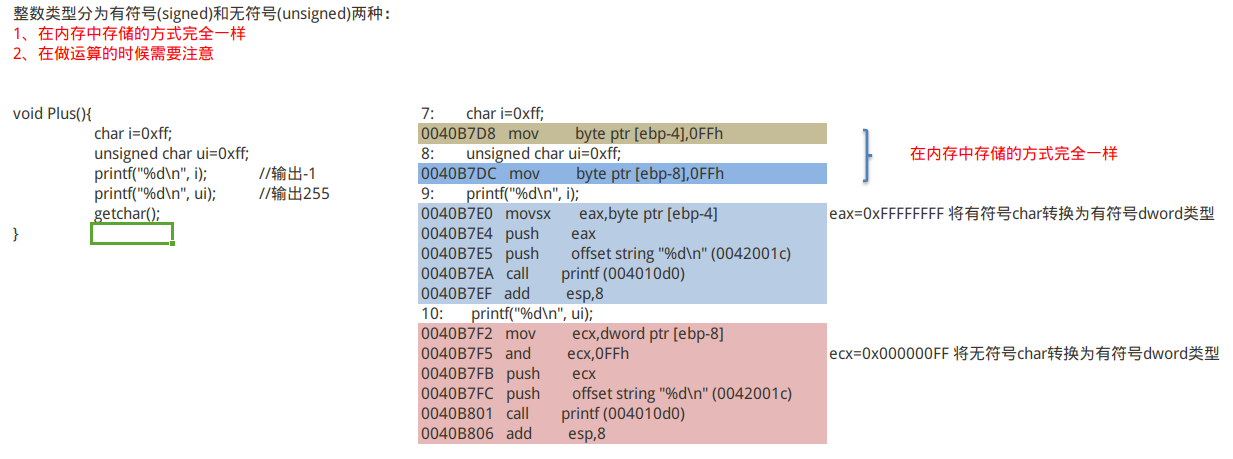 整数类型分为有符号(signed)和无符号(unsigned)两种：
1、在内存中存储的方式完全一样
2、在做运算的时候需要注意
void Plus(){
char i=0xff;
unsigned char ui=0xff;
printf("%d\n", i); //输出-1
printf("%d\n", ui); //输出255
getchar();
}
7: char i=0xff;
0040B7D8 mov byte ptr [ebp-4],0FFh
8: unsigned char ui=0xff;
0040B7DC mov byte ptr [ebp-8],0FFh
在内存中存储的方式完全一样
9: printf("%d\n", i);
0040B7E0 movsx eax,byte ptr [ebp-4] eax=0xFFFFFFFF 将有符号char转换为有符号dword类型
0040B7E4 push eax
0040B7E5 push offset string "%d\n" (0042001c)
0040B7EA call printf (004010d0)
0040B7EF add esp,8
10: printf("%d\n", ui);
0040B7F2 mov ecx,dword ptr [ebp-8]
0040B7F5 and ecx,0FFh ecx=0x000000FF 将无符号char转换为有符号dword类型
0040B7FB push ecx
0040B7FC push offset string "%d\n" (0042001c)
0040B801 call printf (004010d0)
0040B806 add esp,8